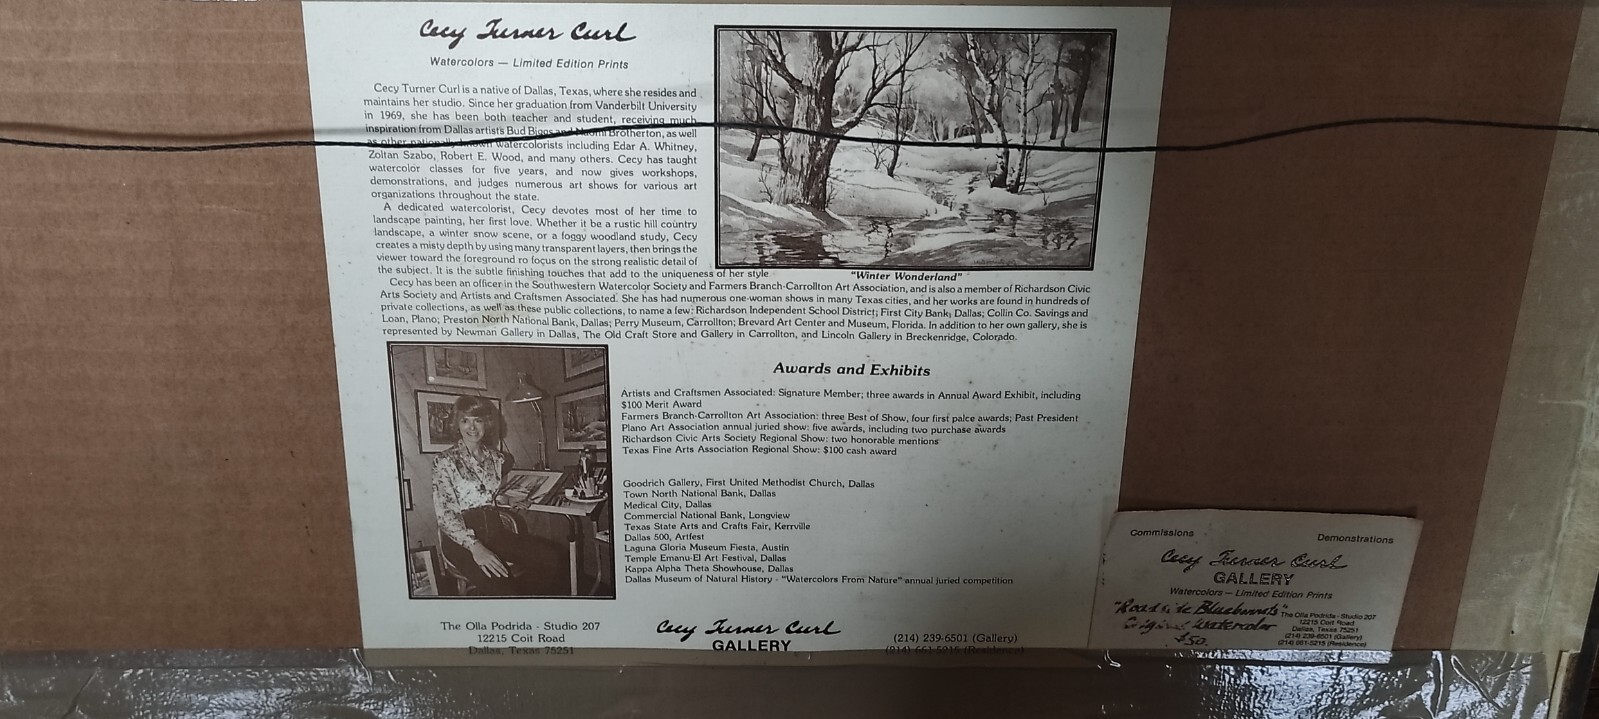 Cecy Turner Curl
Watercolors — Limited Edition Prints
Cecy Turner Curl is a native of Dallas, Texas, where she resides and
maintains her studio. Since her graduation from Vanderbilt University
in 1969, she has been both teacher and student, receiving much
inspiration from Dallas artists Bud Biggs and Naomi Brotherton, as well
as other nationally known watercolorists including Edar A. Whitney,
Zoltan Szabo, Robert E. Wood, and many others. Cecy has taught
watercolor classes for five years, and now gives workshops,
demonstrations, and judges numerous art shows for various art
organizations throughout the state.
A dedicated watercolorist, Cecy devotes most of her time to
landscape painting, her first love. Whether it be a rustic hill country
landscape, a winter snow scene, or a foggy woodland study, Cecy
creates a misty depth by using many transparent layers, then brings the
viewer toward the foreground ro focus on the strong realistic detail of
the subject. It is the subtle finishing touches that add to the uniqueness of her style
"Winter Wonderland"
Cecy has been an officer in the Southwestern Watercolor Society and Farmers Branch-Carrollton Art Association, and is also a member of Richardson Civic
Arts Society and Artists and Craftsmen Associated. She has had numerous one-woman shows in many Texas cities, and her works are found in hundreds of
private collections, as well as these public collections, to name a few: Richardson Independent School District; First City Bank, Dallas; Collin Co. Savings and
Loan, Plano; Preston North National Bank, Dallas; Perry Museum, Carrollton; Brevard Art Center and Museum, Florida. In addition to her own gallery, she is
represented by Newman Gallery in Dallas, The Old Craft Store and Gallery in Carrollton, and Lincoln Gallery in Breckenridge, Colorado.
Awards and Exhibits
Artists and Craftsmen Associated: Signature Member; three awards in Annual Award Exhibit, including
$100 Merit Award
Farmers Branch-Carrollton Art Association: three Best of Show, four first palce awards; Past President
Plano Art Association annual juried show: five awards, including two purchase awards
Richardson Civic Arts Society Regional Show: two honorable mentions
Texas Fine Arts Association Regional Show: $100 cash award
Goodrich Gallery, First United Methodist Church, Dallas
Town North National Bank, Dallas
Medical City, Dallas
Commercial National Bank, Longview
Texas State Arts and Crafts Fair, Kerrville
Dallas 500, Artfest
Laguna Gloria Museum Fiesta, Austin
Temple Emanu-El Art Festival, Dallas
Kappa Alpha Theta Showhouse, Dallas
Dallas Museum of Natural History - "Watercolors From Nature" annual juried competition
The Olla Podrida - Studio 207
12215 Coit Road
Dallas, Texas 75251
Cecy Turner Curl
GALLERY
(214) 239-6501 (Gallery)
(214) 661-5215 (Residence)
Commissions
Demonstrations
Cecy Turner Curl
GALLERY
Watercolors — Limited Edition Prints
"Roadside Bluebonnets"
Original Watercolor
$50.
The Olla Podrida - Studio 207
12215 Coit Road
Dallas, Texas 75251
(214) 239-6501 (Gallery)
(214) 661-5215 (Residence)